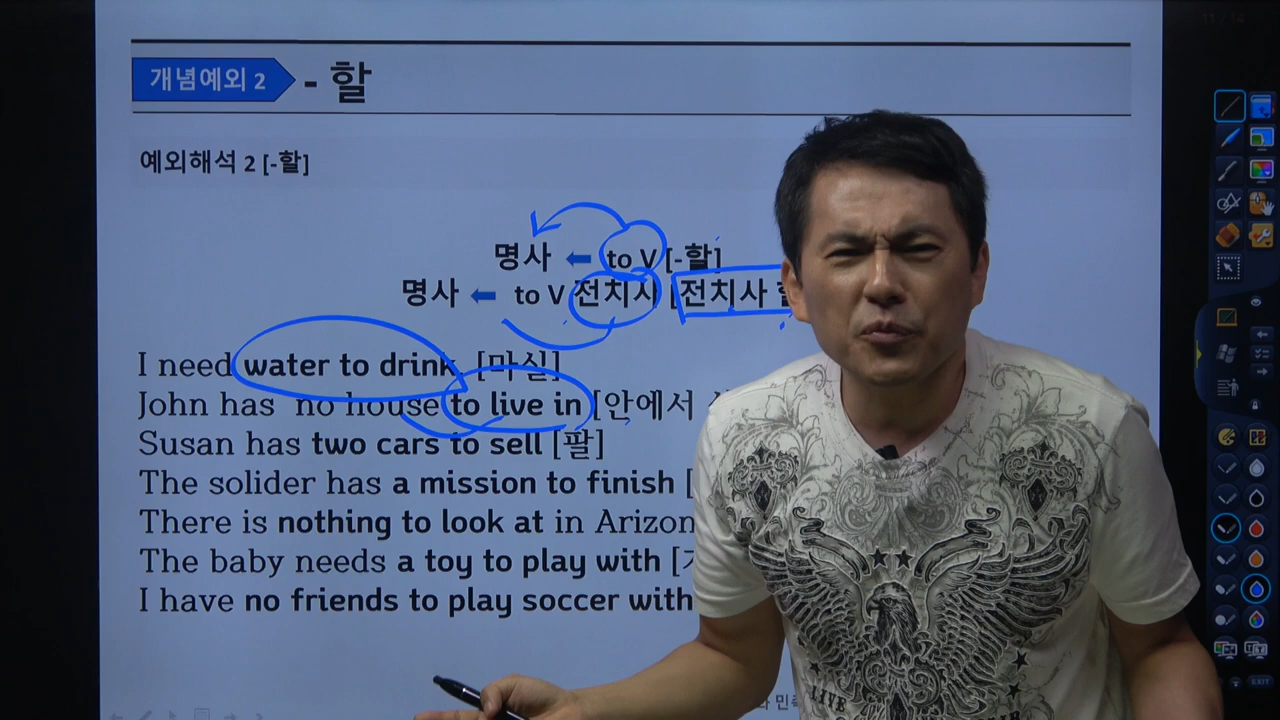 개념예외 2 - 할
예외해석 2 [-할]
명사 ← to V [-할]
명사 ← to V 전치사 [전치사
I need water to drink [마실]
John has no house to live in [안에서
Susan has two cars to sell [팔]
The solider has a mission to finish [
There is nothing to look at in Arizon
The baby needs a toy to play with [
I have no friends to play soccer with
LIVE
EXIT